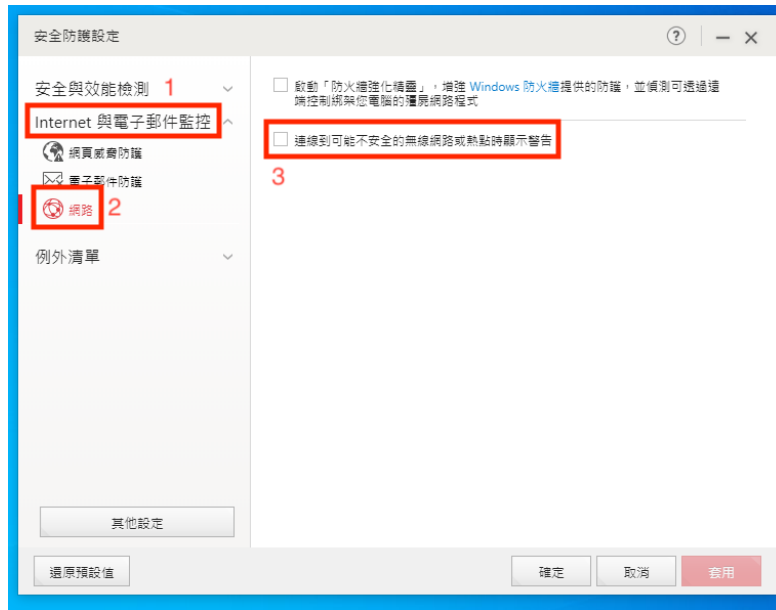 安全防護設定
?
安全與效能檢測 1
Internet 與電子郵件監控
網頁威脅防護
電子郵件防護
網路 2
例外清單
其他設定
啟動「防火牆強化精靈」，增強 Windows 防火牆提供的防護，並偵測可透過遠
端控制綁架您電腦的殭屍網路程式
連線到可能不安全的無線網路或熱點時顯示警告
3
還原預設值
確定
取消
套用